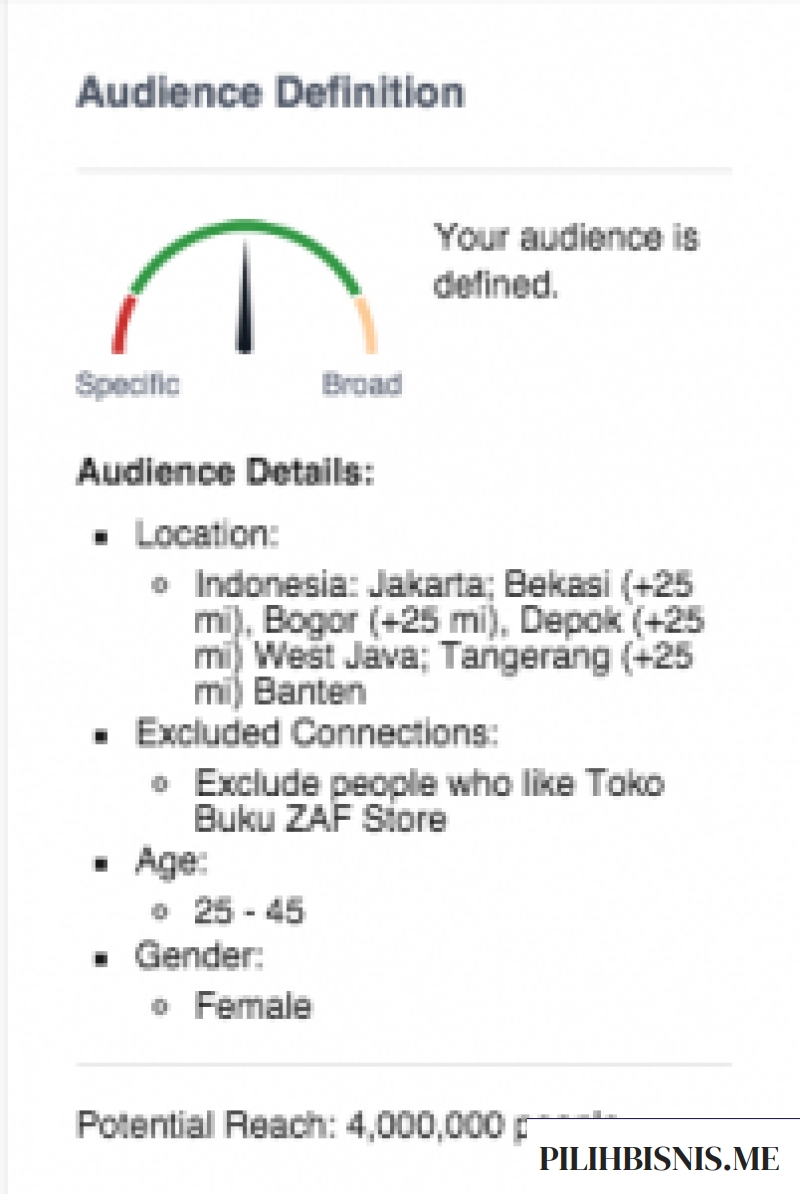 Audience Definition
Your audience is
defined.
Specific
Broad
Audience Details:
Location:
Indonesia: Jakarta; Bekasi (+25
mi), Bogor (+25 mi), Depok (+25
mi) West Java; Tangerang (+25
mi) Banten
Excluded Connections:
Exclude people who like Toko
Buku ZAF Store
Age:
25 - 45
Gender:
Female
Potential Reach: 4,000,000
PILIHBISNIS.ME